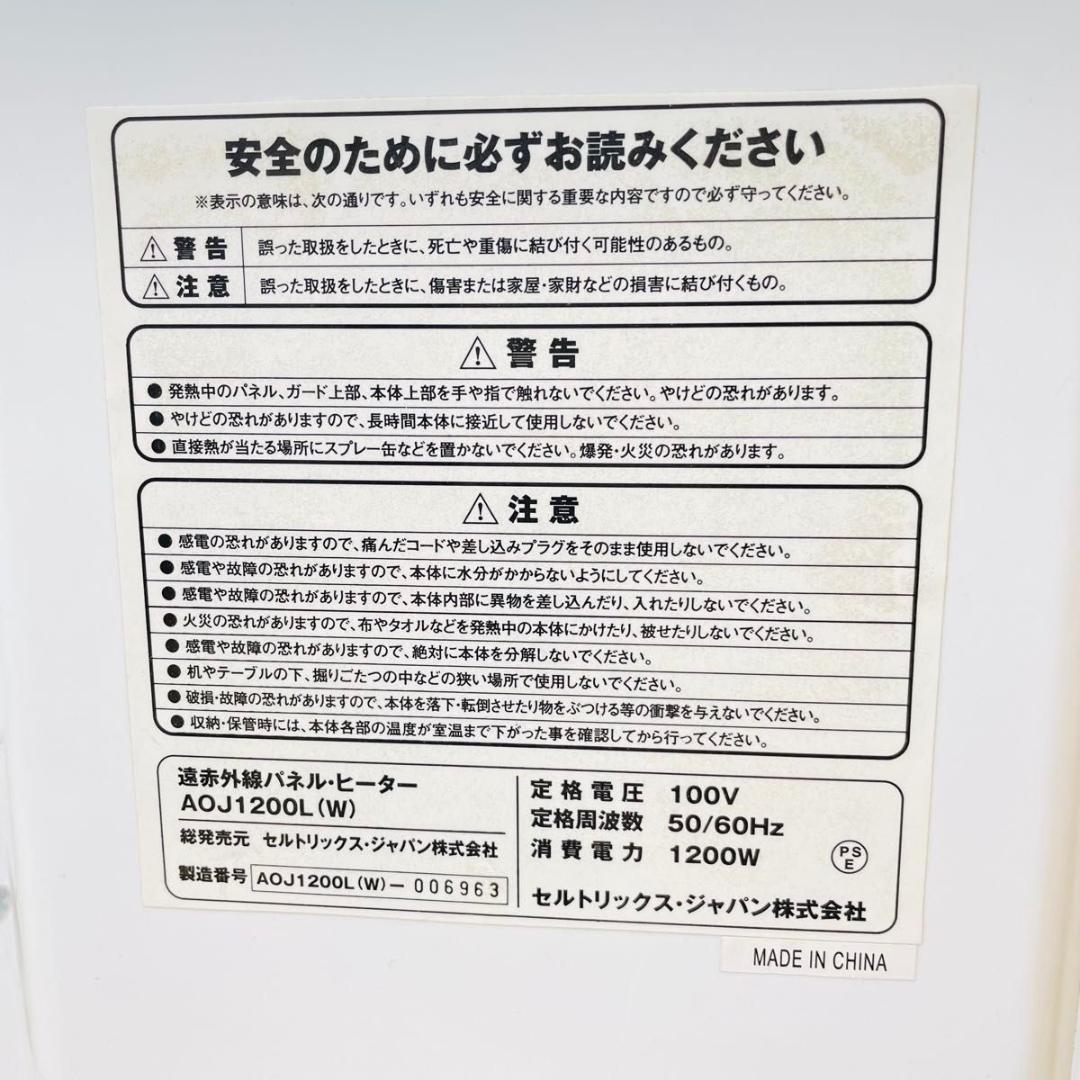 安全のために必ずお読みください
※表示の意味は、次の通りです。いずれも安全に関する重要な内容ですので必ず守ってください。
⚠ 警告 誤った取扱をしたときに、死亡や重傷に結び付く可能性のあるもの。
⚠ 注意 誤った取扱をしたときに、傷害または家屋・家財などの損害に結び付くもの。
⚠ 警告
● 発熱中のパネル、ガード上部、本体上部を手や指で触れないでください。やけどの恐れがあります。
● やけどの恐れがありますので、長時間本体に接近して使用しないでください。
● 直接熱が当たる場所にスプレー缶などを置かないでください。爆発・火災の恐れがあります。
⚠ 注意
● 感電の恐れがありますので、痛んだコードや差し込みプラグをそのまま使用しないでください。
● 感電や故障の恐れがありますので、本体に水分がかからないようにしてください。
● 感電や故障の恐れがありますので、本体内部に異物を差し込んだり、入れたりしないでください。
● 火災の恐れがありますので、布やタオルなどを発熱中の本体にかけたり、被せたりしないでください。
● 感電や故障の恐れがありますので、絶対に本体を分解しないでください。
● 机やテーブルの下、掘りごたつの中などの狭い場所で使用しないでください。
● 破損・故障の恐れがありますので、本体を落下・転倒させたり物をぶつける等の衝撃を与えないでください。
● 収納・保管時には、本体各部の温度が室温まで下がった事を確認してから行ってください。
遠赤外線パネル・ヒーター
AOJ1200L(W)
総発売元 セルトリックス・ジャパン株式会社
製造番号 AOJ1200L(W)-006963
定格電圧 100V
定格周波数 50/60Hz
消費電力 1200W
PS
E
セルトリックス・ジャパン株式会社
MADE IN CHINA